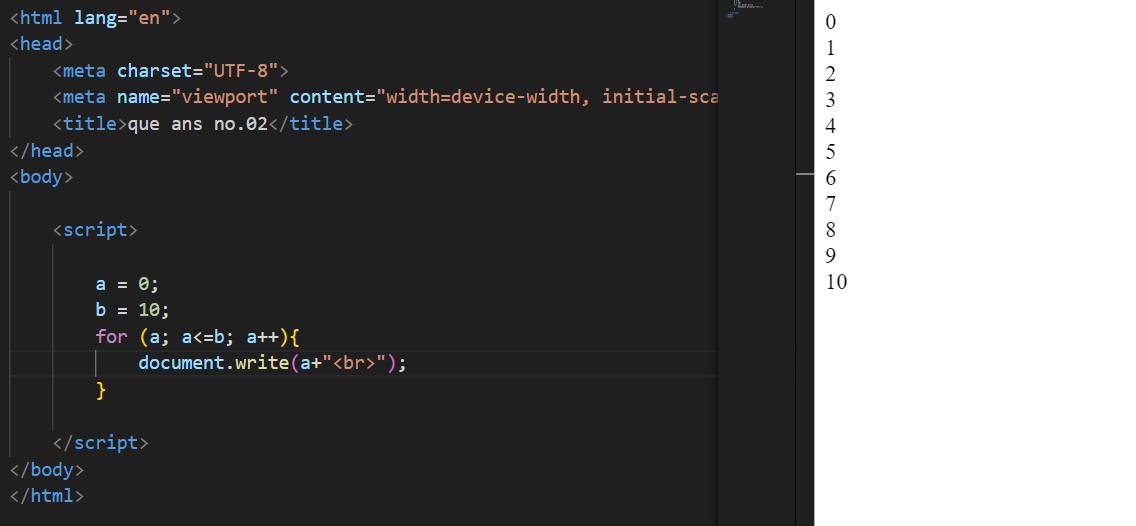 <html lang="en">
<head>
<meta charset="UTF-8">
<meta name="viewport" content="width=device-width, initial-sca
<title>que ans no.02</title>
</head>
<body>
<script>
a = 0;
b = 10;
for (a; a<=b; a++){
document.write(a+"<br>");
}
</script>
</body>
</html>
0
1
2
3
4
5
6
7
8
9
10